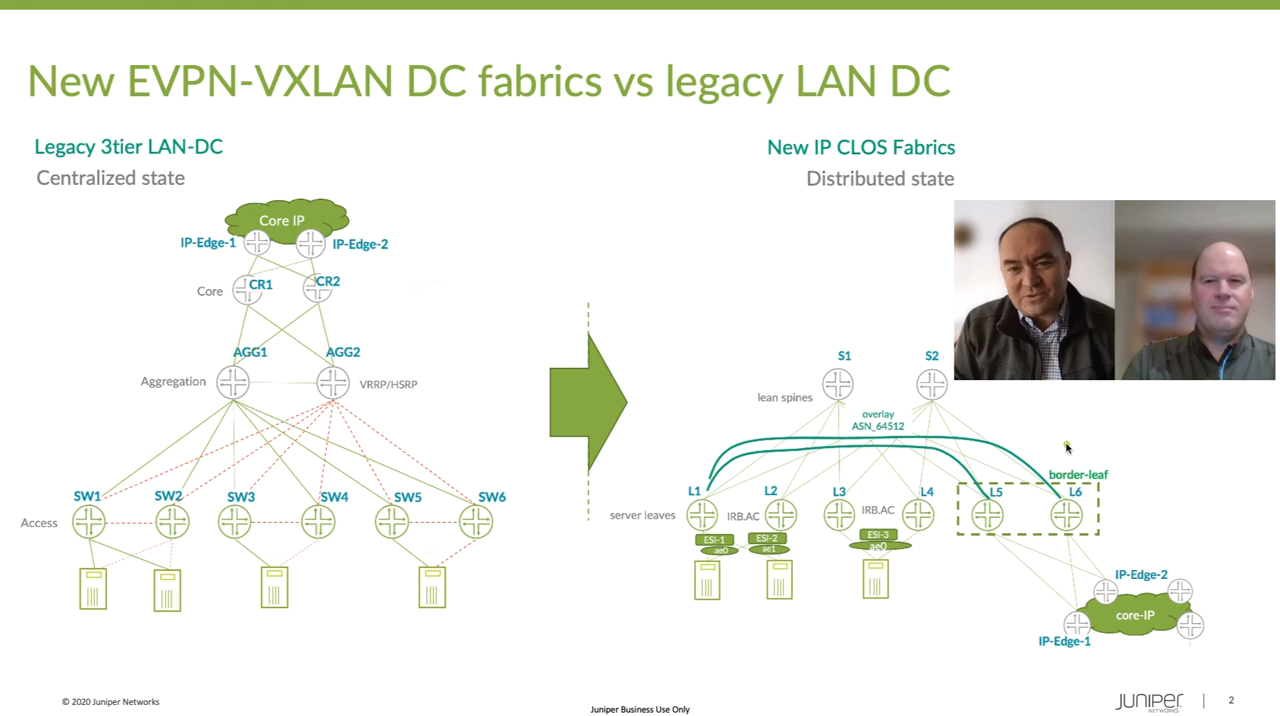 New EVPN-VXLAN DC fabrics vs legacy LAN DC
Legacy 3tier LAN-DC
Centralized state
Core IP
IP-Edge-1
IP-Edge-2
Core
CR1
CR2
AGG1
AGG2
Aggregation
VRRP/HSRP
SW1
SW2
SW3
SW4
SW5
SW6
Access
New IP CLOS Fabrics
Distributed state
S1
S2
lean spines
overlay
ASN_64512
border-leaf
L1
L2
L3
L4
L5
L6
server leaves
IRB.AC
IRB.AC
ESI-1
ae0
ESI-2
ae1
ESI-3
ae0
IP-Edge-2
core-IP
IP-Edge-1
© 2020 Juniper Networks
Juniper Business Use Only
JUNIPER
NETWORKS
2